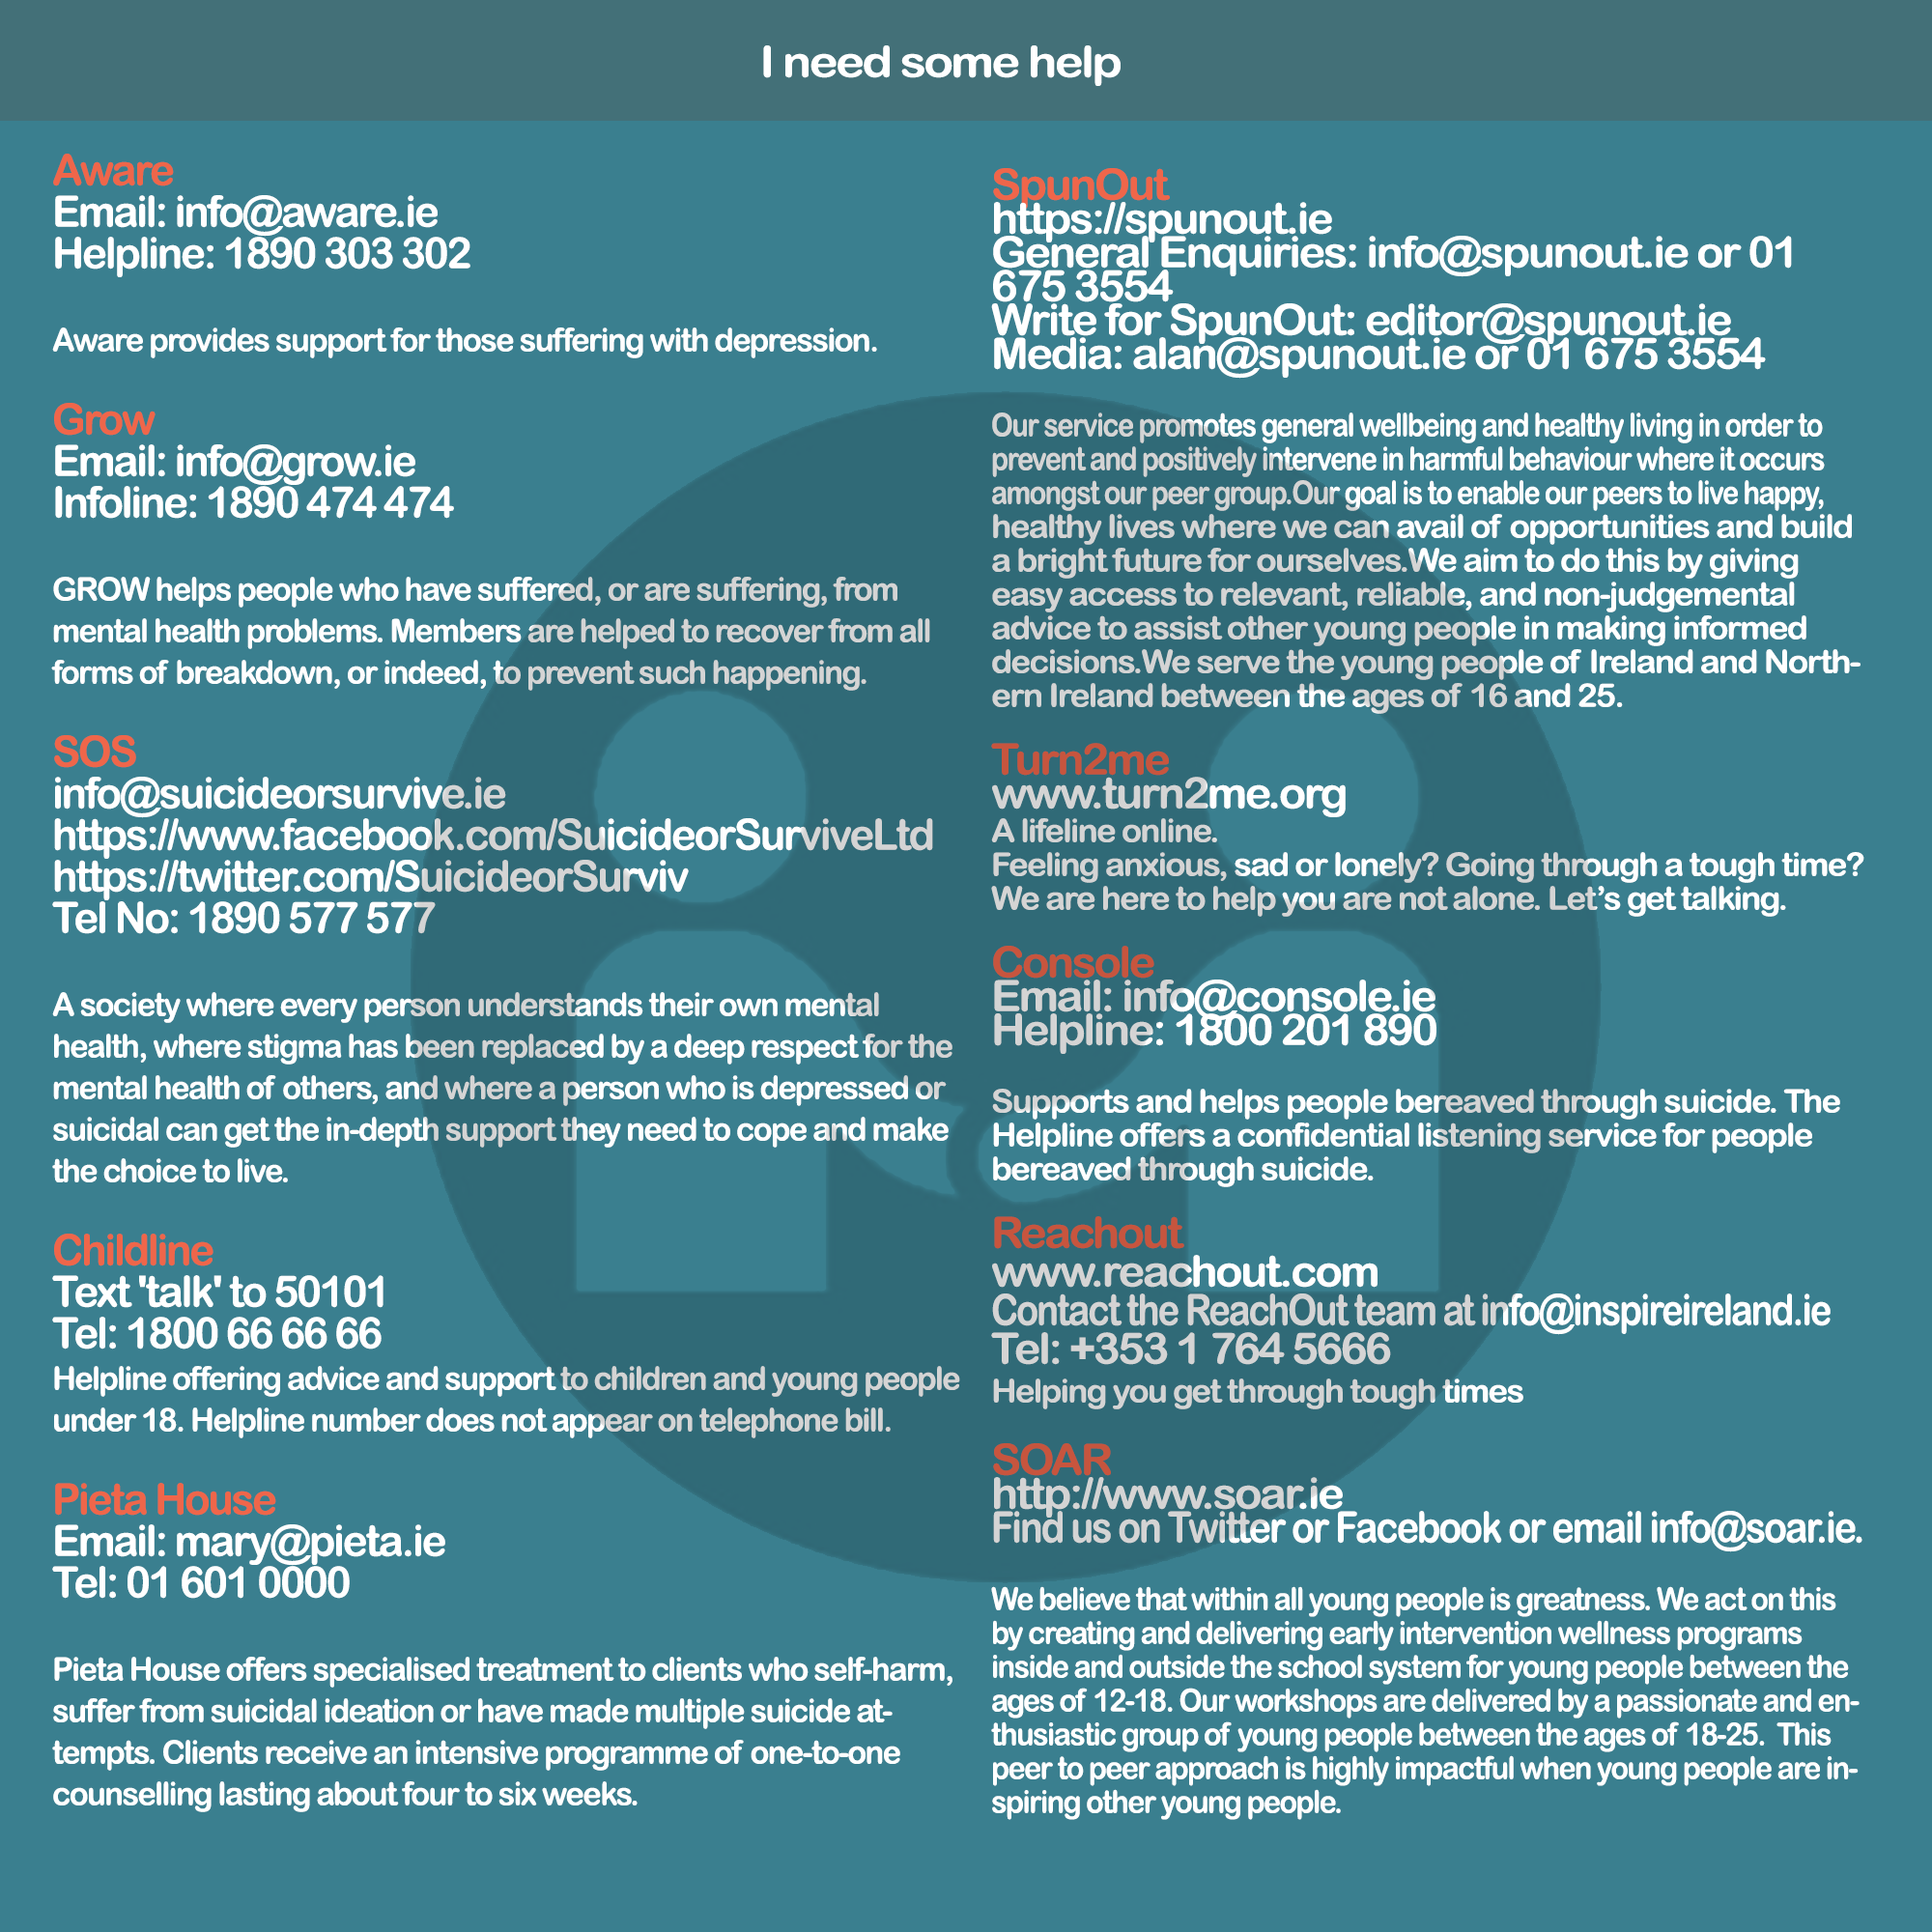 I need some help
Aware
Email: info@aware.ie
Helpline: 1890 303 302
Aware provides support for those suffering with depression.
Grow
Email: info@grow.ie
Infoline: 1890 474 474
GROW helps people who have suffered, or are suffering, from
mental health problems. Members are helped to recover from all
forms of breakdown, or indeed, to prevent such happening.
SOS
info@suicideorsurvive.ie
https://www.facebook.com/SuicideorSurviveLtd
https://twitter.com/SuicideorSurviv
Tel No: 1890 577 577
A society where every person understands their own mental
health, where stigma has been replaced by a deep respect for the
mental health of others, and where a person who is depressed or
suicidal can get the in-depth support they need to cope and make
the choice to live.
Childline
Text 'talk' to 50101
Tel: 1800 66 66 66
Helpline offering advice and support to children and young people
under 18. Helpline number does not appear on telephone bill.
Pieta House
Email: mary@pieta.ie
Tel: 01 601 0000
Pieta House offers specialised treatment to clients who self-harm,
suffer from suicidal ideation or have made multiple suicide at-
tempts. Clients receive an intensive programme of one-to-one
counselling lasting about four to six weeks.
SpunOut
https://spunout.ie
General Enquiries: info@spunout.ie or 01
675 3554
Write for SpunOut: editor@spunout.ie
Media: alan@spunout.ie or 01 675 3554
Our service promotes general wellbeing and healthy living in order to
prevent and positively intervene in harmful behaviour where it occurs
amongst our peer group.Our goal is to enable our peers to live happy,
healthy lives where we can avail of opportunities and build
a bright future for ourselves.We aim to do this by giving
easy access to relevant, reliable, and non-judgemental
advice to assist other young people in making informed
decisions.We serve the young people of Ireland and North-
ern Ireland between the ages of 16 and 25.
Turn2me
www.turn2me.org
A lifeline online.
Feeling anxious, sad or lonely? Going through a tough time?
We are here to help you are not alone. Let’s get talking.
Console
Email: info@console.ie
Helpline: 1800 201 890
Supports and helps people bereaved through suicide. The
Helpline offers a confidential listening service for people
bereaved through suicide.
Reachout
www.reachout.com
Contact the ReachOut team at info@inspireireland.ie
Tel: +353 1 764 5666
Helping you get through tough times
SOAR
http://www.soar.ie
Find us on Twitter or Facebook or email info@soar.ie.
We believe that within all young people is greatness. We act on this
by creating and delivering early intervention wellness programs
inside and outside the school system for young people between the
ages of 12-18. Our workshops are delivered by a passionate and en-
thusiastic group of young people between the ages of 18-25.  This
peer to peer approach is highly impactful when young people are in-
spiring other young people.